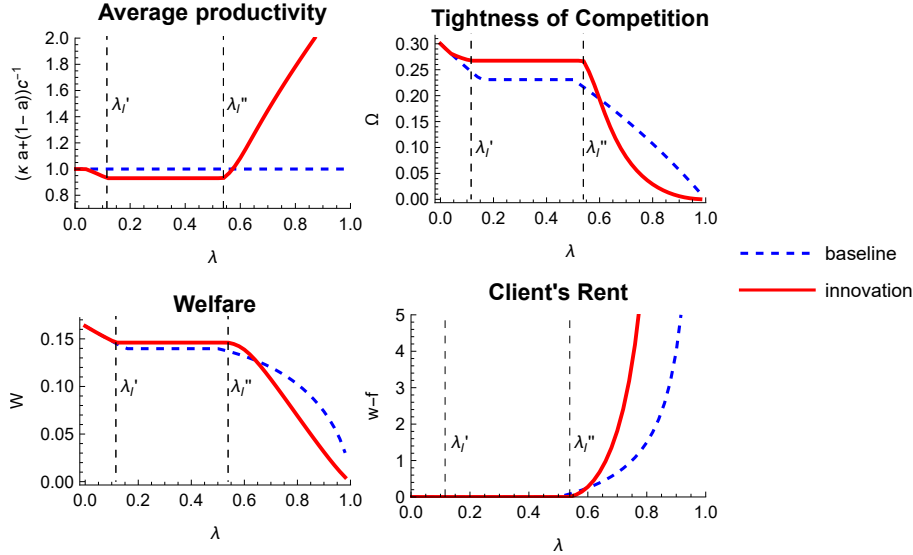 Average productivity
(κ a+(1- a))c⁻¹
2.0
1.8
1.6
1.4
1.2
1.0
0.8
λₗ'
λₗ''
0.0 0.2 0.4 0.6 0.8 1.0
λ
Tightness of Competition
Ω
0.30
0.25
0.20
0.15
0.10
0.05
0.00
λₗ'
λₗ''
0.0 0.2 0.4 0.6 0.8 1.0
λ
baseline
innovation
Welfare
W
0.15
0.10
0.05
0.00
λₗ'
λₗ''
0.0 0.2 0.4 0.6 0.8 1.0
λ
Client's Rent
w-f
5
4
3
2
1
0
λₗ'
λₗ''
0.0 0.2 0.4 0.6 0.8 1.0
λ